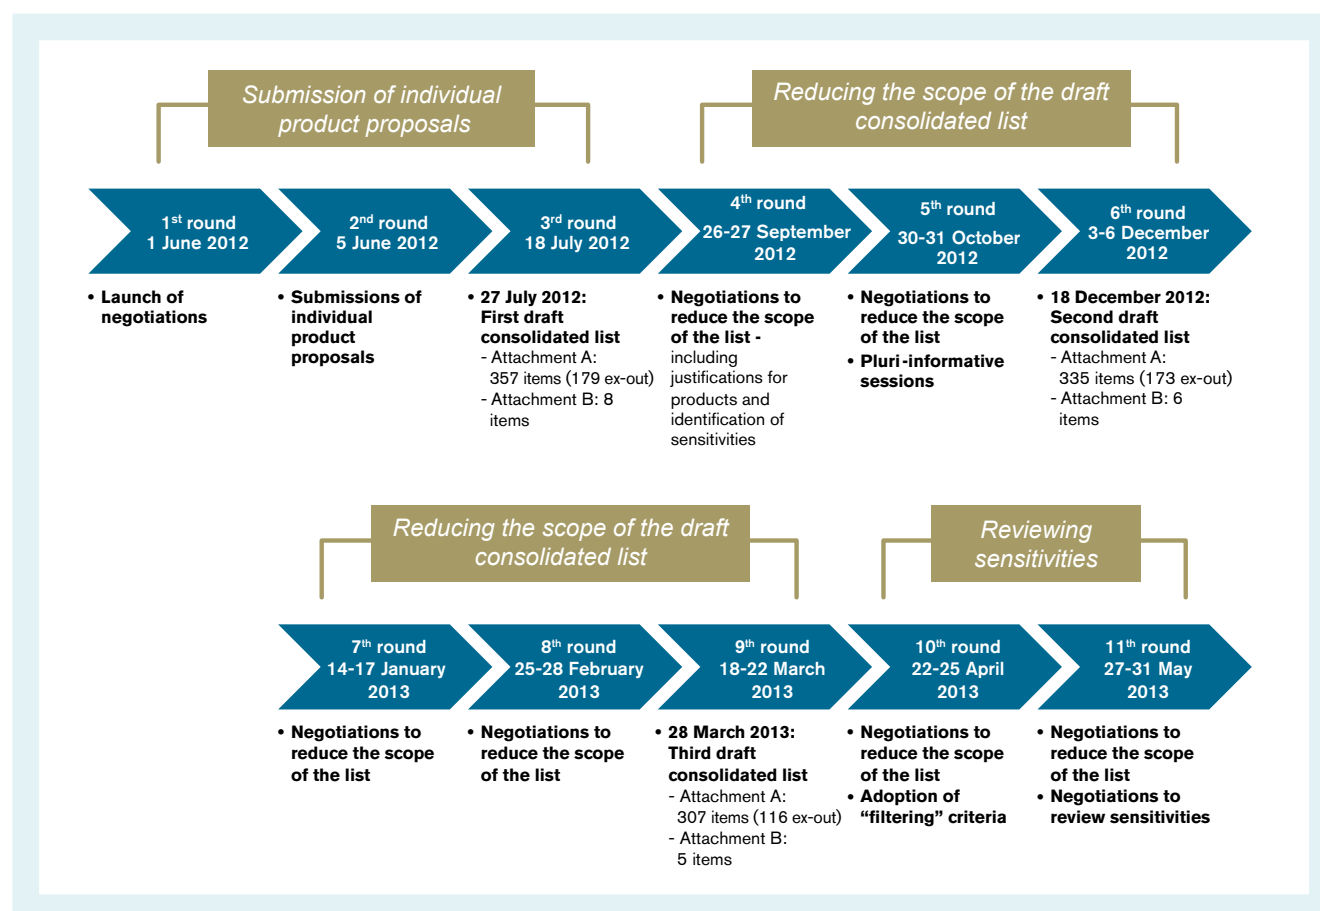 Submission of individual
product proposals
Reducing the scope of the draft
consolidated list
1st round
1 June 2012
2nd round
5 June 2012
3rd round
18 July 2012
4th round
26-27 September
2012
5th round
30-31 October
2012
6th round
3-6 December
2012
• Launch of
negotiations
• Submissions of
individual
product
proposals
• 27 July 2012:
First draft
consolidated list
- Attachment A:
357 items (179 ex-out)
- Attachment B: 8
items
• Negotiations to
reduce the scope
of the list -
including
justifications for
products and
identification of
sensitivities
• Negotiations to
reduce the scope
of the list
• Pluri-informative
sessions
• 18 December 2012:
Second draft
consolidated list
- Attachment A:
335 items (173 ex-out)
- Attachment B: 6
items
Reducing the scope of the draft
consolidated list
Reviewing
sensitivities
7th round
14-17 January
2013
8th round
25-28 February
2013
9th round
18-22 March
2013
10th round
22-25 April
2013
11th round
27-31 May
2013
• Negotiations to
reduce the scope
of the list
• Negotiations to
reduce the scope
of the list
• 28 March 2013:
Third draft
consolidated list
- Attachment A:
307 items (116 ex-out)
- Attachment B:
5 items
• Negotiations to
reduce the scope
of the list
• Adoption of
“filtering” criteria
• Negotiations to
reduce the scope
of the list
• Negotiations to
review sensitivities